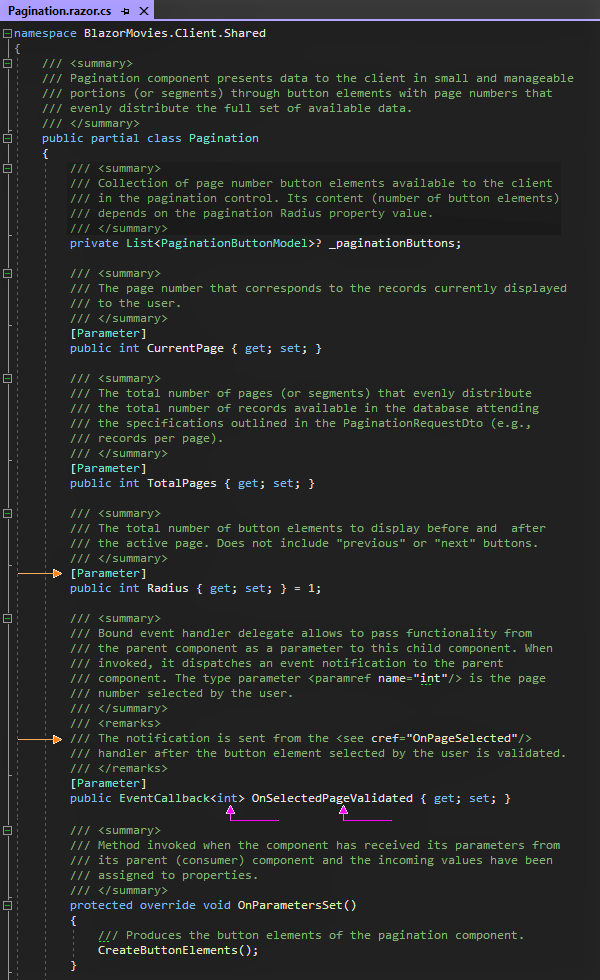 Pagination.razor.cs
namespace BlazorMovies.Client.Shared
{
/// <summary>
/// Pagination component presents data to the client in small and manageable
/// portions (or segments) through button elements with page numbers that
/// evenly distribute the full set of available data.
/// </summary>
public partial class Pagination
{
/// <summary>
/// Collection of page number button elements available to the client
/// in the pagination control. Its content (number of button elements)
/// depends on the pagination Radius property value.
/// </summary>
private List<PaginationButtonModel>? _paginationButtons;
/// <summary>
/// The page number that corresponds to the records currently displayed
/// to the user.
/// </summary>
[Parameter]
public int CurrentPage { get; set; }
/// <summary>
/// The total number of pages (or segments) that evenly distribute
/// the total number of records available in the database attending
/// the specifications outlined in the PaginationRequestDto (e.g.,
/// records per page).
/// </summary>
[Parameter]
public int TotalPages { get; set; }
/// <summary>
/// The total number of button elements to display before and  after
/// the active page. Does not include "previous" or "next" buttons.
/// </summary>
[Parameter]
public int Radius { get; set; } = 1;
/// <summary>
/// Bound event handler delegate allows to pass functionality from
/// the parent component as a parameter to this child component. When
/// invoked, it dispatches an event notification to the parent
/// component. The type parameter <paramref name="int"/> is the page
/// number selected by the user.
/// </summary>
/// <remarks>
/// The notification is sent from the <see cref="OnPageSelected"/>
/// handler after the button element selected by the user is validated.
/// </remarks>
[Parameter]
public EventCallback<int> OnSelectedPageValidated { get; set; }
/// <summary>
/// Method invoked when the component has received its parameters from
/// its parent (consumer) component and the incoming values have been
/// assigned to properties.
/// </summary>
protected override void OnParametersSet()
{
/// Produces the button elements of the pagination component.
CreateButtonElements();
}